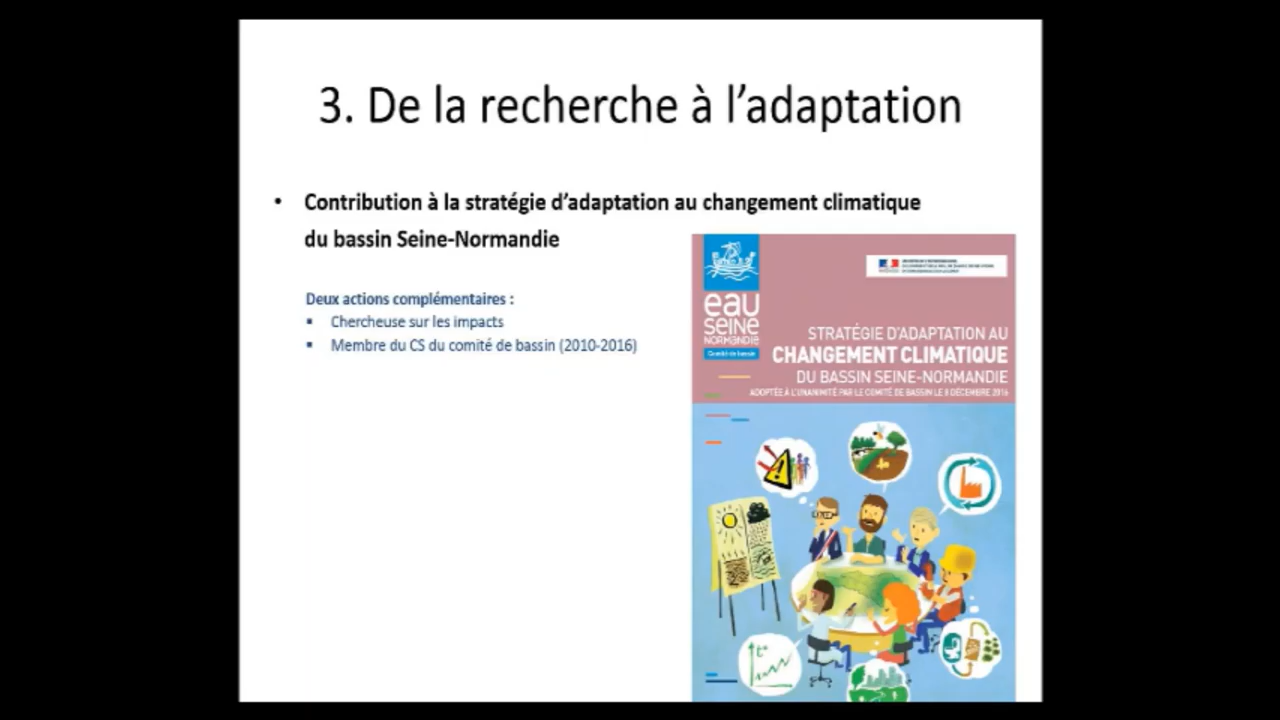 3. De la recherche à l'adaptation
• Contribution à la stratégie d'adaptation au changement climatique
du bassin Seine-Normandie
Deux actions complémentaires :
▪ Chercheuse sur les impacts
▪ Membre du CS du comité de bassin (2010-2016)
eau
SEINE
NORMANDIE
Comité de bassin
STRATÉGIE D'ADAPTATION AU
CHANGEMENT CLIMATIQUE
DU BASSIN SEINE-NORMANDIE
ADOPTÉE À L'UNANIMITÉ PAR LE COMITÉ DE BASSIN LE 8 DÉCEMBRE 2016
t°